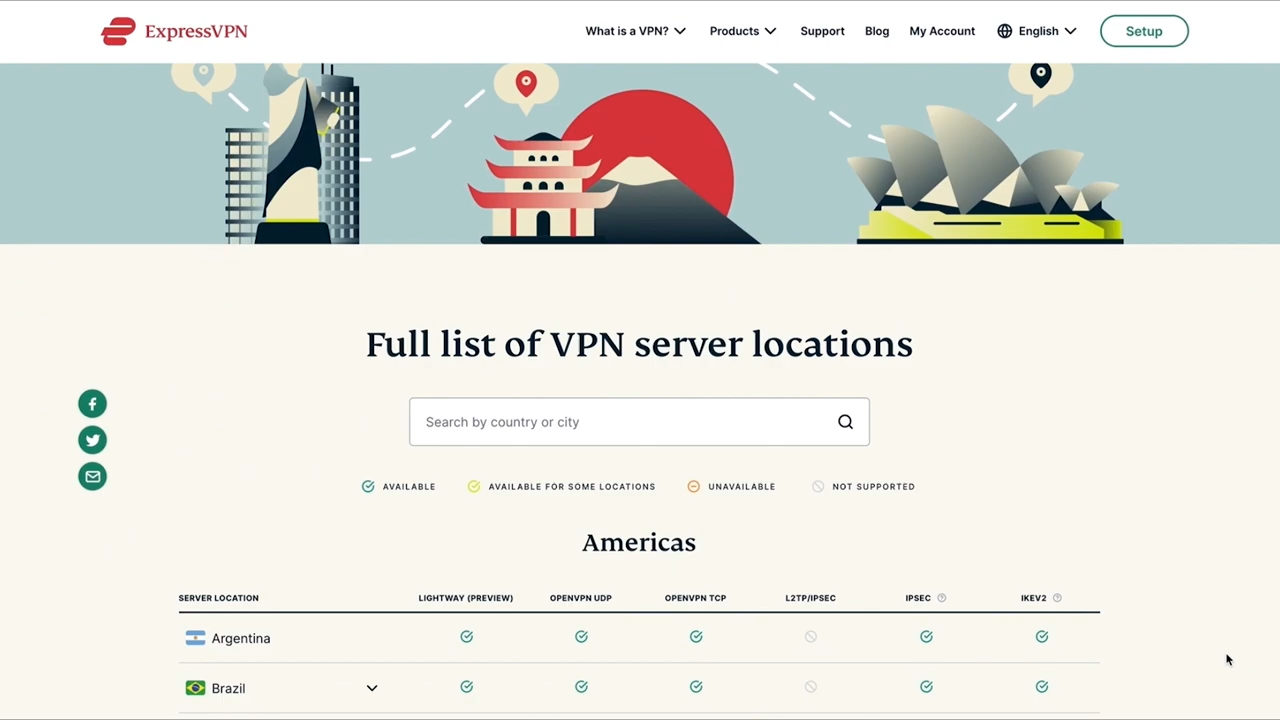 ExpressVPN
What is a VPN? Products Support Blog My Account English Setup
Full list of VPN server locations
Search by country or city
AVAILABLE AVAILABLE FOR SOME LOCATIONS UNAVAILABLE NOT SUPPORTED
Americas
SERVER LOCATION LIGHTWAY (PREVIEW) OPENVPN UDP OPENVPN TCP L2TP/IPSEC IPSEC IKEV2
Argentina
Brazil